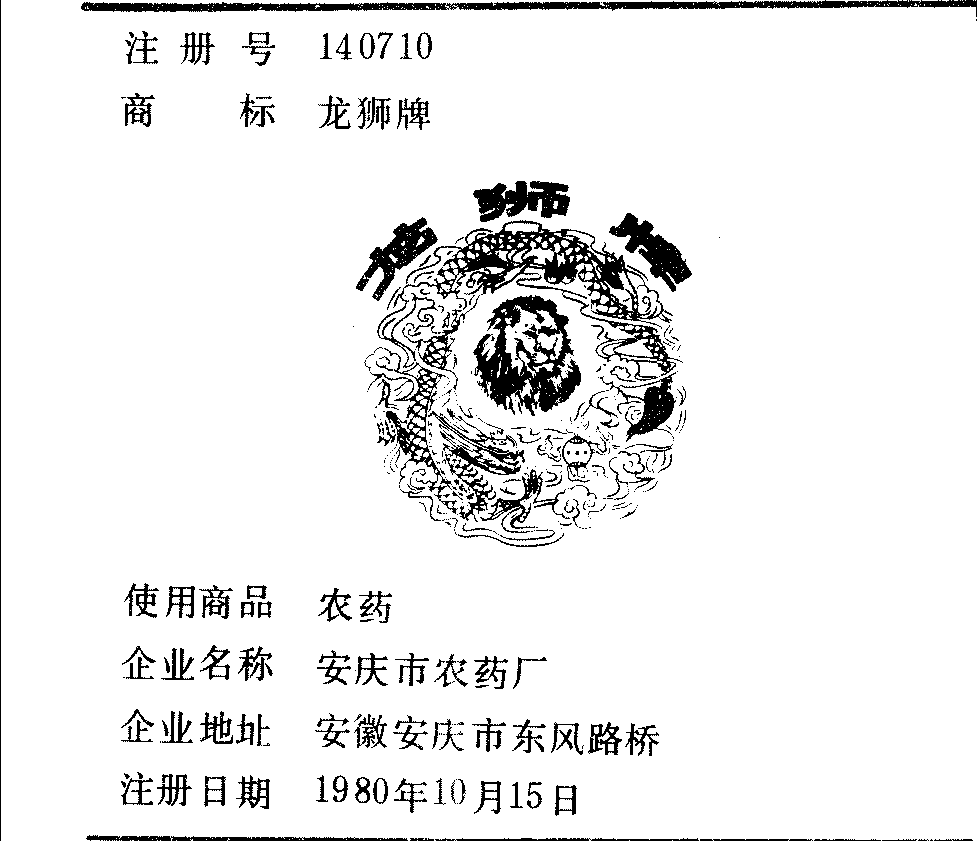 注册号 140710
商标 龙狮牌
龙狮牌
使用商品 农药
企业名称 安庆市农药厂
企业地址 安徽安庆市东风路桥
注册日期 1980年10月15日